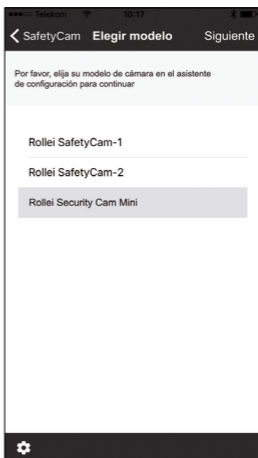 Telekom 10:17
SafetyCam Elegir modelo Siguiente
Por favor, elija su modelo de cámara en el asistente
de configuración para continuar
Rollei SafetyCam-1
Rollei SafetyCam-2
Rollei Security Cam Mini